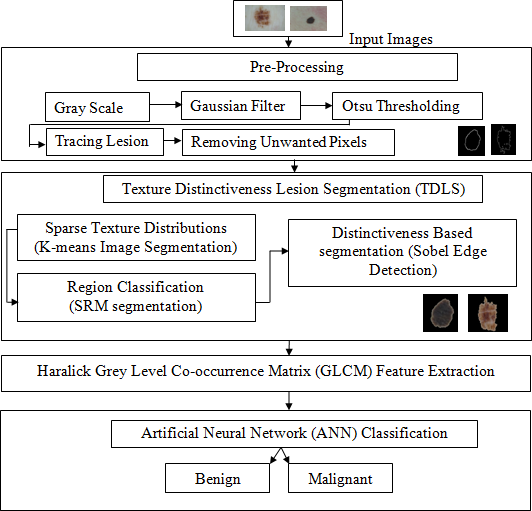 Input Images
Pre-Processing
Gray Scale
Gaussian Filter
Otsu Thresholding
Tracing Lesion
Removing Unwanted Pixels
Texture Distinctiveness Lesion Segmentation (TDLS)
Sparse Texture Distributions
(K-means Image Segmentation)
Distinctiveness Based
segmentation (Sobel Edge
Detection)
Region Classification
(SRM segmentation)
Haralick Grey Level Co-occurrence Matrix (GLCM) Feature Extraction
Artificial Neural Network (ANN) Classification
Benign
Malignant